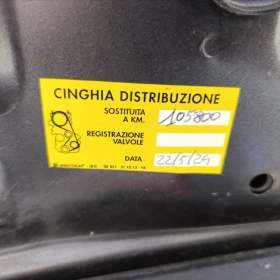 CINGHIA DISTRIBUZIONE
SOSTITUITA
A KM. 105800
REGISTRAZIONE
VALVOLE
DATA 22/5/24